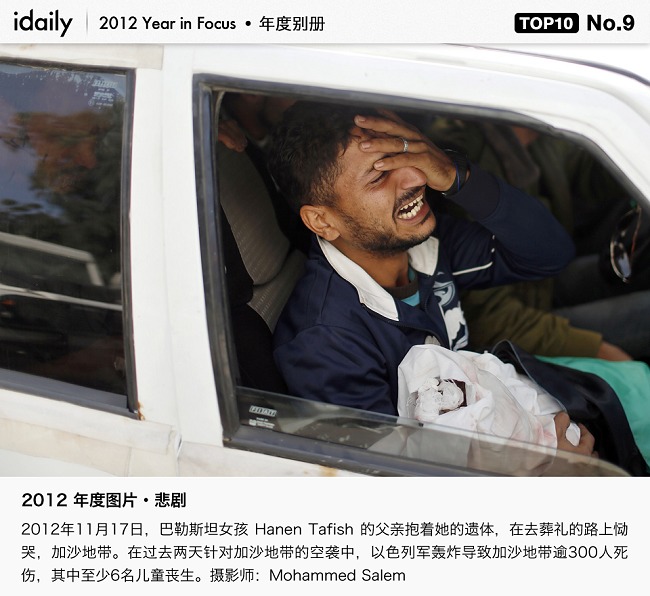 idaily 2012 Year in Focus • 年度别册 TOP10 No.9
2012 年度图片・悲剧
2012年11月17日，巴勒斯坦女孩 Hanen Tafish 的父亲抱着她的遗体，在去葬礼的路上恸
哭，加沙地带。在过去两天针对加沙地带的空袭中，以色列军轰炸导致加沙地带逾300人死
伤，其中至少6名儿童丧生。摄影师：Mohammed Salem